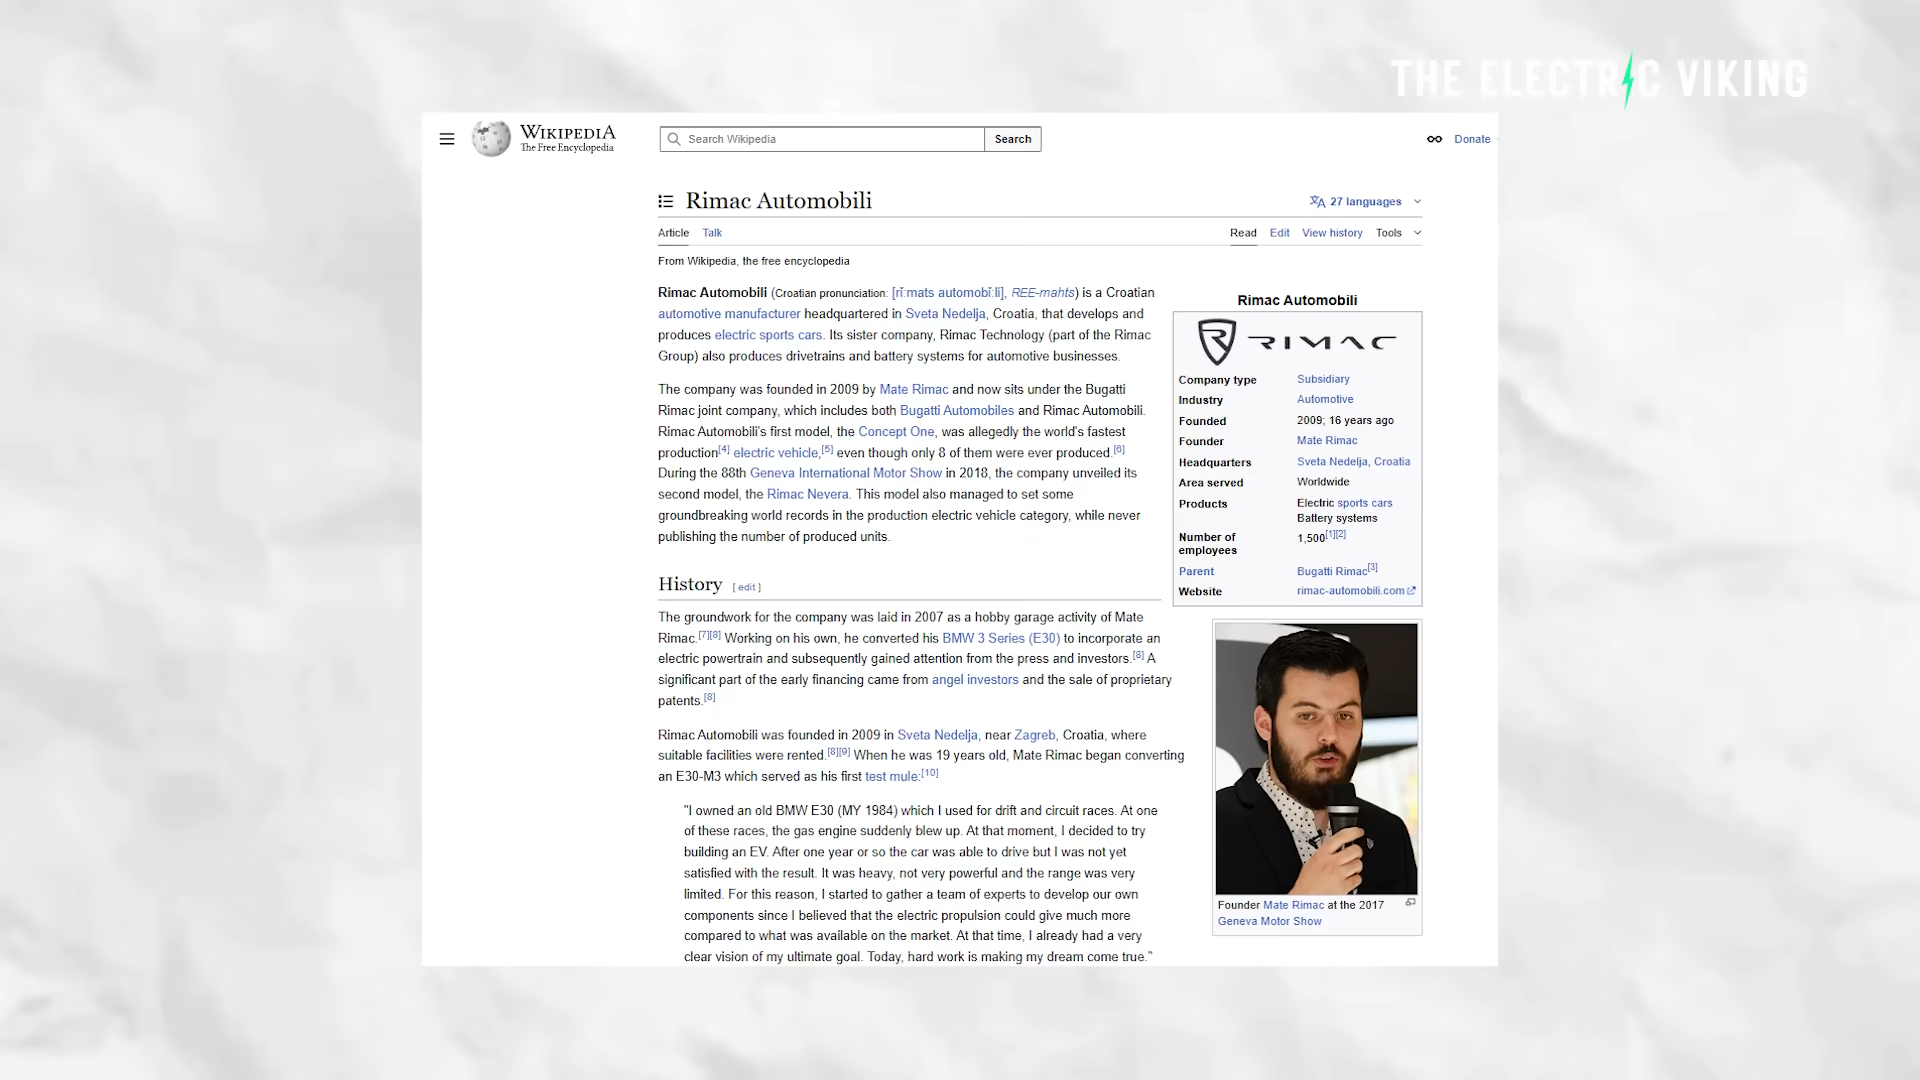 THE ELECTRIC VIKING
WIKIPEDIA
The Free Encyclopedia
Search Wikipedia
Search
Donate
Rimac Automobili
27 languages
Article Talk
Read Edit View history Tools
From Wikipedia, the free encyclopedia
Rimac Automobili (Croatian pronunciation: [rǐːmats automobǐːli], REE-mahts) is a Croatian
automotive manufacturer headquartered in Sveta Nedelja, Croatia, that develops and
produces electric sports cars. Its sister company, Rimac Technology (part of the Rimac
Group) also produces drivetrains and battery systems for automotive businesses.
The company was founded in 2009 by Mate Rimac and now sits under the Bugatti
Rimac joint company, which includes both Bugatti Automobiles and Rimac Automobili.
Rimac Automobili's first model, the Concept One, was allegedly the world's fastest
production[4] electric vehicle,[5] even though only 8 of them were ever produced.[6]
During the 88th Geneva International Motor Show in 2018, the company unveiled its
second model, the Rimac Nevera. This model also managed to set some
groundbreaking world records in the production electric vehicle category, while never
publishing the number of produced units.
History [ edit ]
The groundwork for the company was laid in 2007 as a hobby garage activity of Mate
Rimac.[7][8] Working on his own, he converted his BMW 3 Series (E30) to incorporate an
electric powertrain and subsequently gained attention from the press and investors.[8] A
significant part of the early financing came from angel investors and the sale of proprietary
patents.[8]
Rimac Automobili was founded in 2009 in Sveta Nedelja, near Zagreb, Croatia, where
suitable facilities were rented.[8][9] When he was 19 years old, Mate Rimac began converting
an E30-M3 which served as his first test mule:[10]
"I owned an old BMW E30 (MY 1984) which I used for drift and circuit races. At one
of these races, the gas engine suddenly blew up. At that moment, I decided to try
building an EV. After one year or so the car was able to drive but I was not yet
satisfied with the result. It was heavy, not very powerful and the range was very
limited. For this reason, I started to gather a team of experts to develop our own
components since I believed that the electric propulsion could give much more
compared to what was available on the market. At that time, I already had a very
clear vision of my ultimate goal. Today, hard work is making my dream come true."
Rimac Automobili
RIMAC
Company type Subsidiary
Industry Automotive
Founded 2009; 16 years ago
Founder Mate Rimac
Headquarters Sveta Nedelja, Croatia
Area served Worldwide
Products Electric sports cars
Battery systems
Number of employees 1,500[1][2]
Parent Bugatti Rimac[3]
Website rimac-automobili.com
Founder Mate Rimac at the 2017
Geneva Motor Show